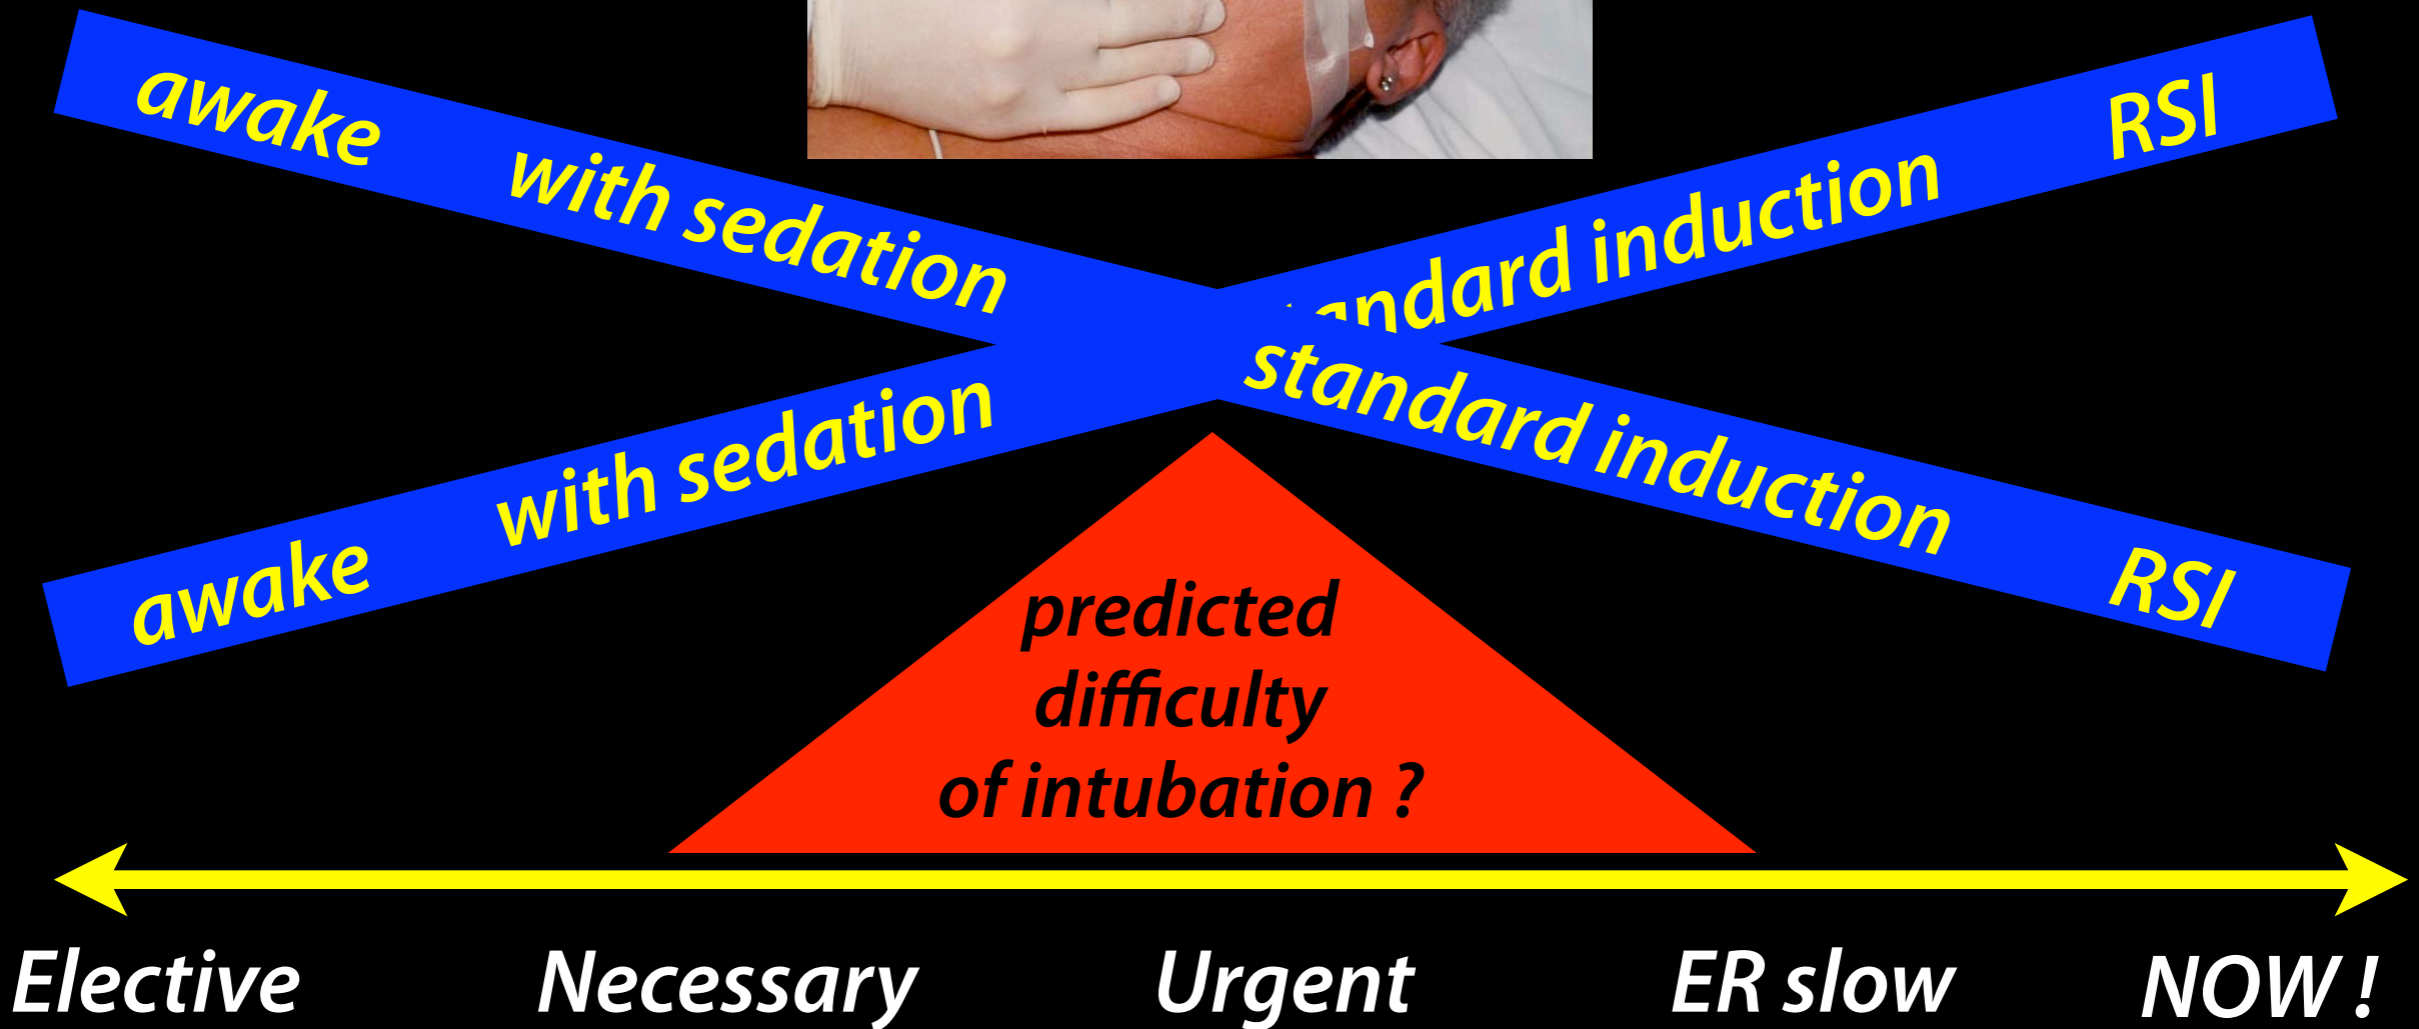 awake with sedation standard induction RSI
awake with sedation andard induction RSI
predicted
difficulty
of intubation ?
Elective Necessary Urgent ER slow NOW !